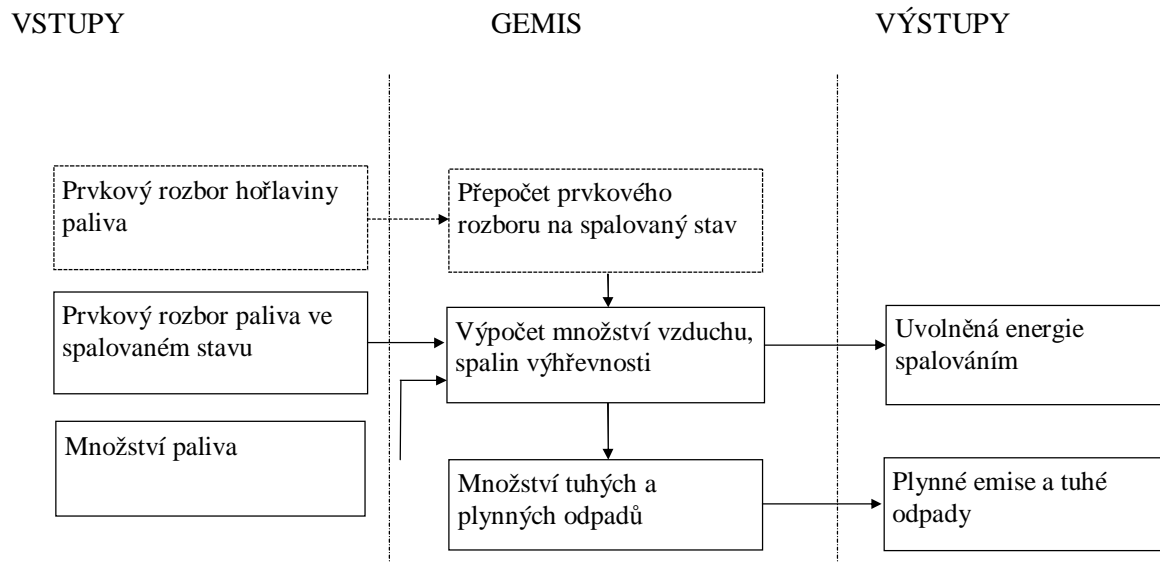 VSTUPY
GEMIS
VÝSTUPY
Prvkový rozbor hořlaviny
paliva
Přepočet prvkového
rozboru na spalovaný stav
Prvkový rozbor paliva ve
spalovaném stavu
Výpočet množství vzduchu,
spalin výhřevnosti
Uvolněná energie
spalováním
Množství paliva
Množství tuhých a
plynných odpadů
Plynné emise a tuhé
odpady